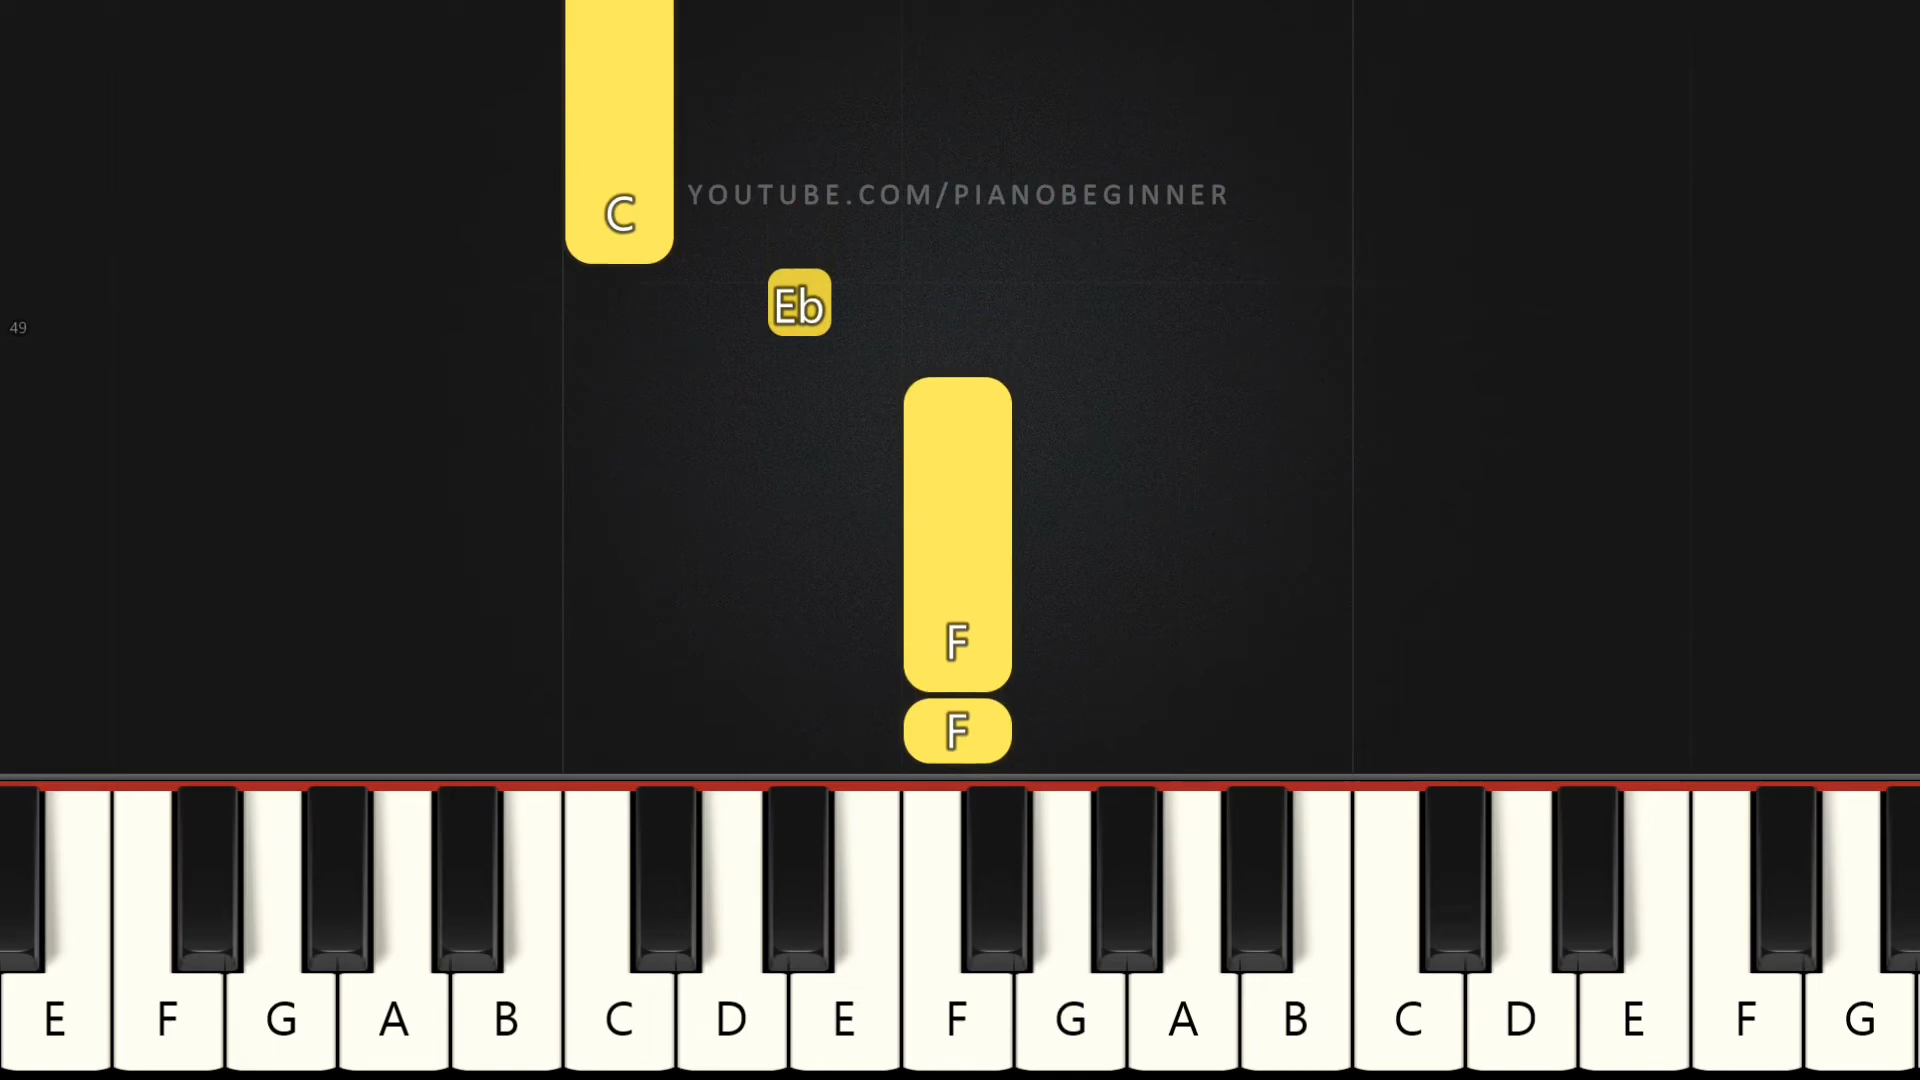 C
YOUTUBE.COM/PIANOBEGINNER
Eb
49
F
F
E F G A B C D E F G A B C D E F G